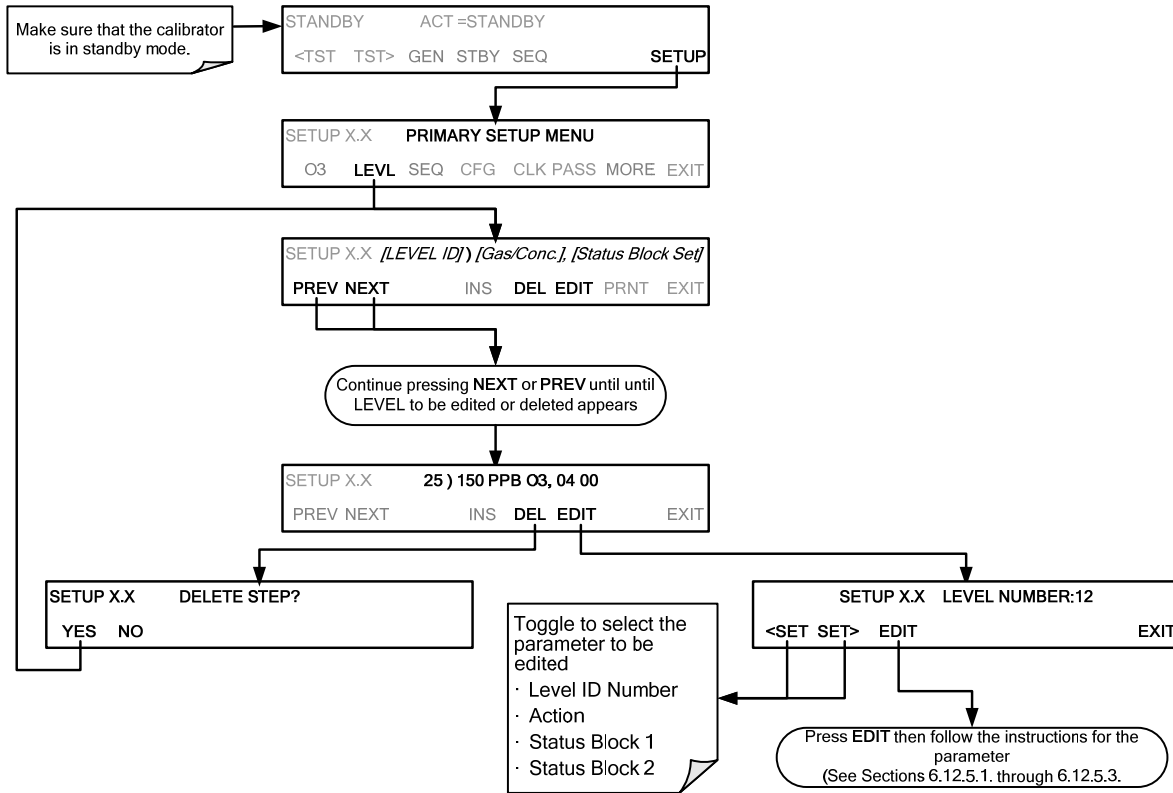 Make sure that the calibrator
is in standby mode.
STANDBY ACT =STANDBY
<TST TST> GEN STBY SEQ SETUP
SETUP X.X PRIMARY SETUP MENU
O3 LEVL SEQ CFG CLK PASS MORE EXIT
SETUP X.X [LEVEL ID] ) [Gas/Conc.], [Status Block Set]
PREV NEXT INS DEL EDIT PRNT EXIT
Continue pressing NEXT or PREV until until
LEVEL to be edited or deleted appears
SETUP X.X 25 ) 150 PPB O3, 04 00
PREV NEXT INS DEL EDIT EXIT
SETUP X.X DELETE STEP?
YES NO
Toggle to select the
parameter to be
edited
· Level ID Number
· Action
· Status Block 1
· Status Block 2
SETUP X.X LEVEL NUMBER:12
<SET SET> EDIT EXIT
Press EDIT then follow the instructions for the
parameter
(See Sections 6.12.5.1. through 6.12.5.3.